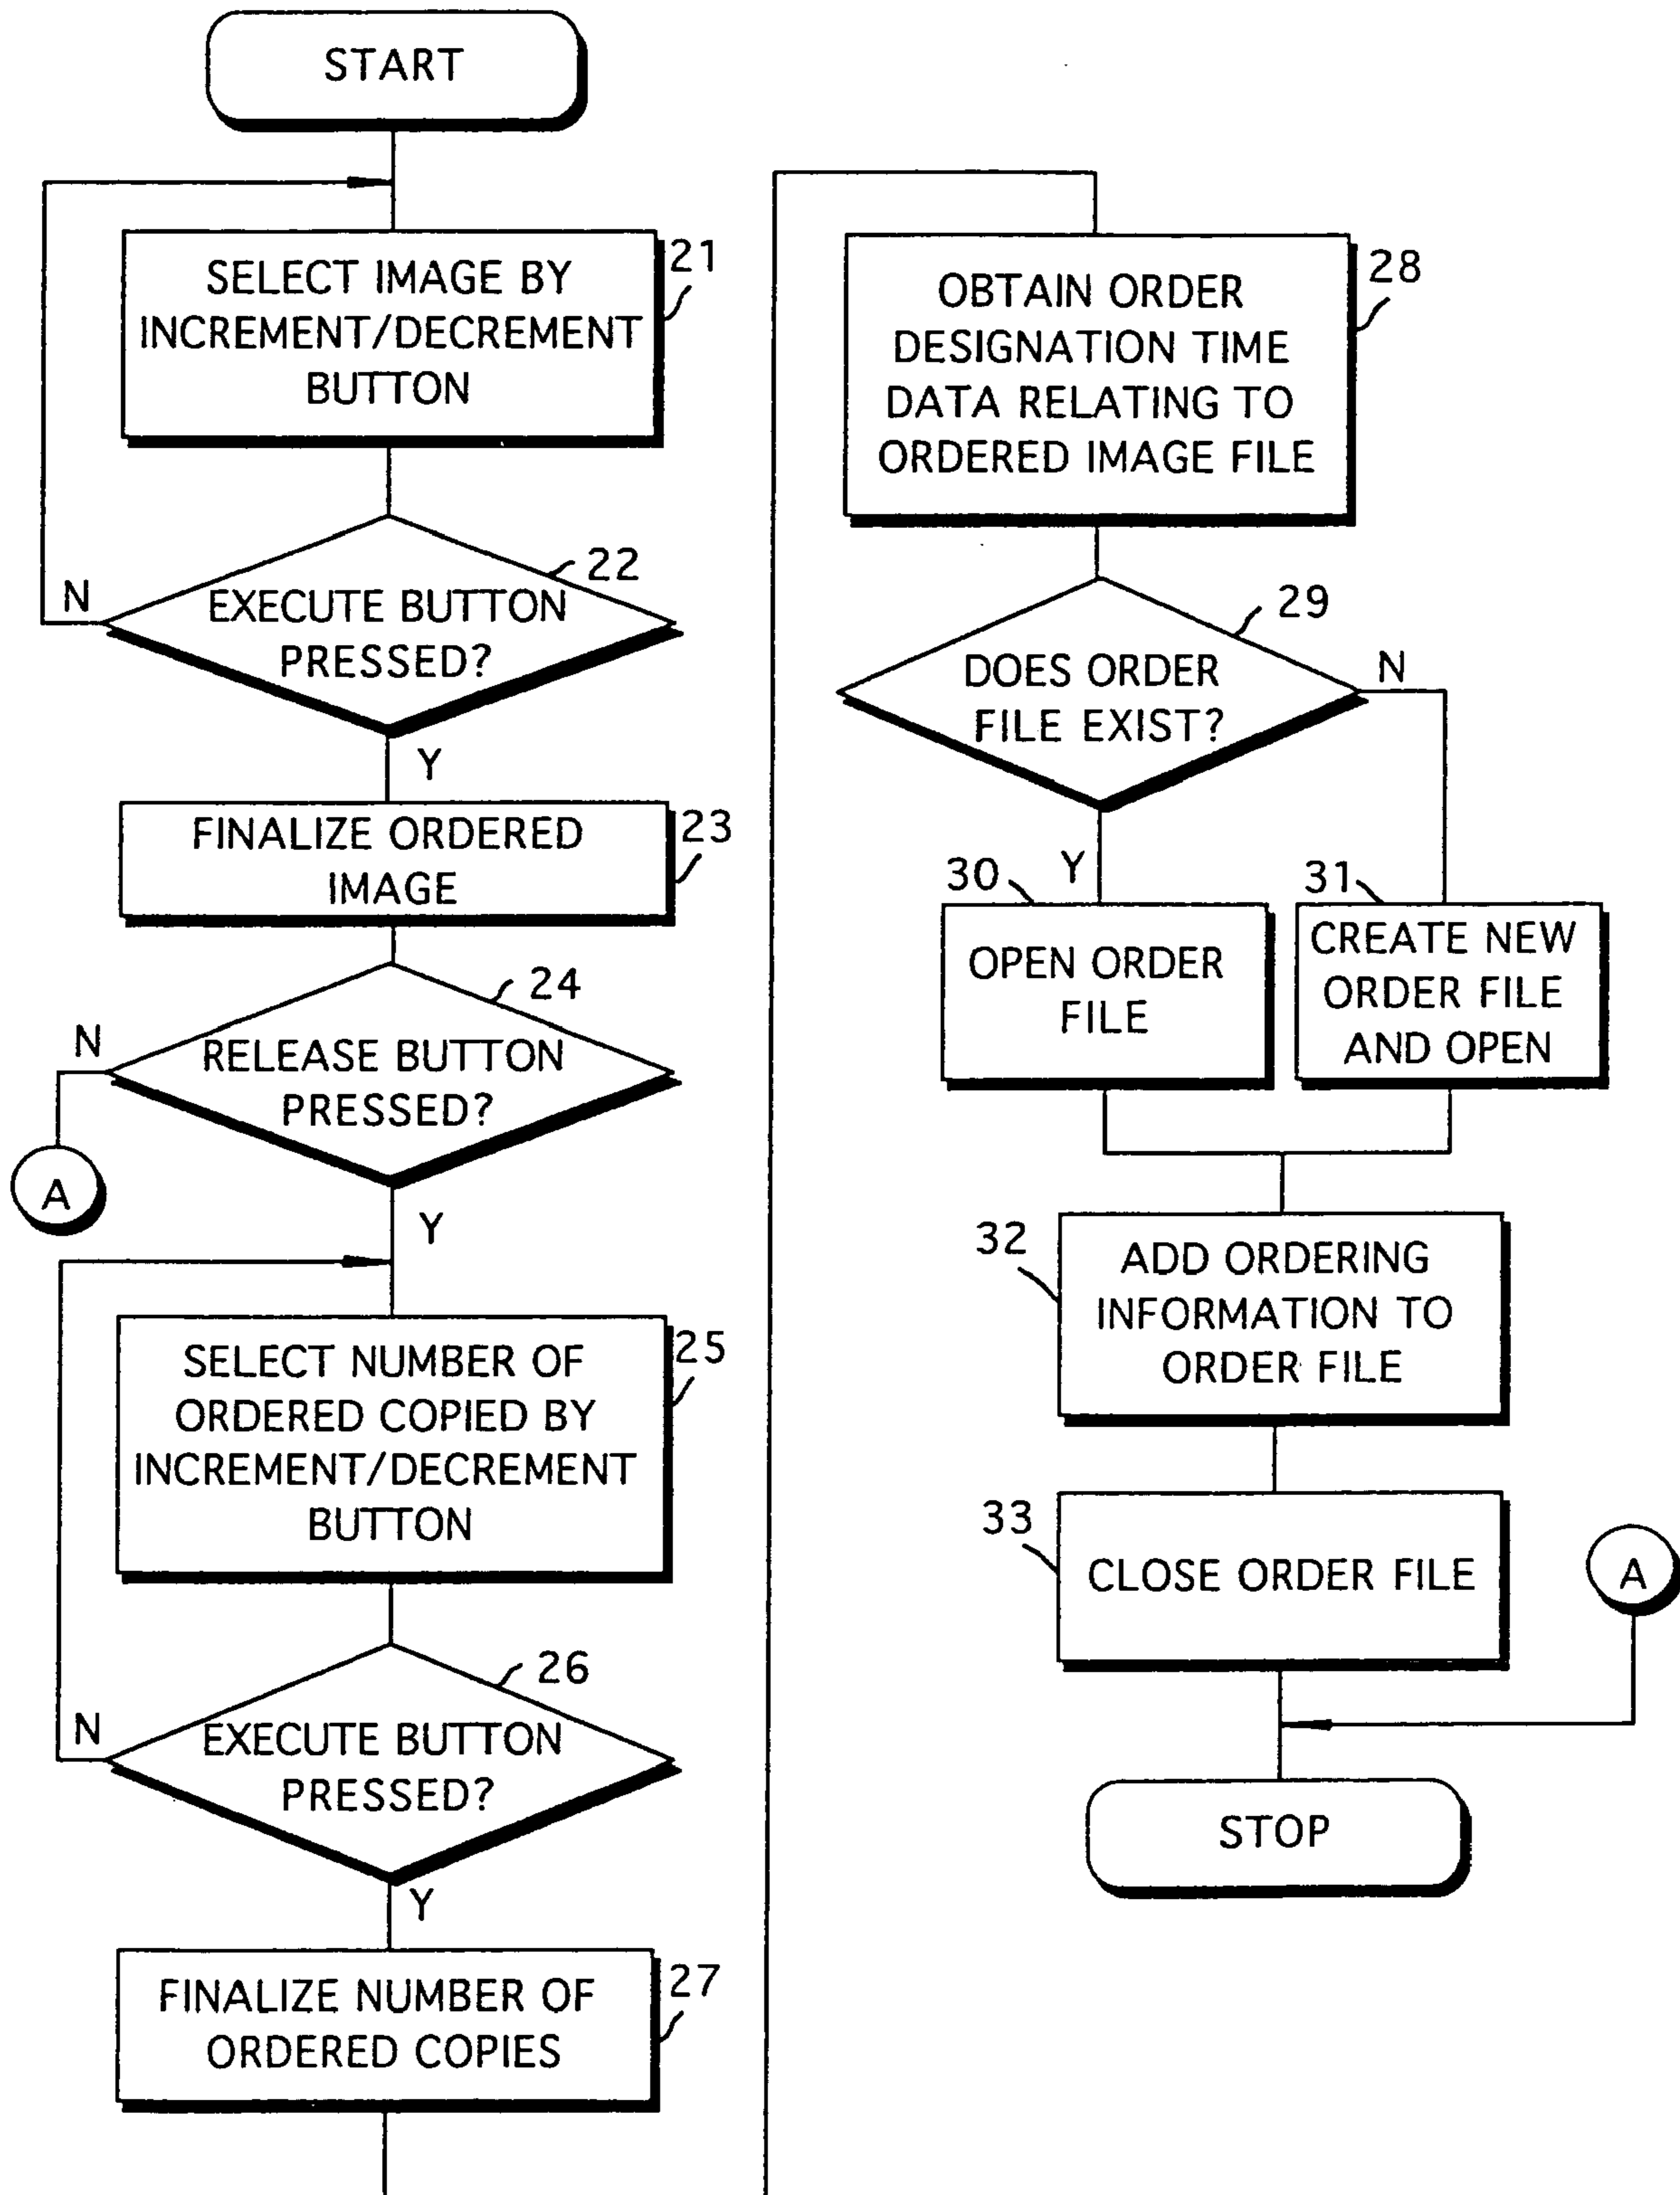 START
SELECT IMAGE BY
INCREMENT/DECREMENT
BUTTON
21
EXECUTE BUTTON
PRESSED?
22
N
Y
FINALIZE ORDERED
IMAGE
23
RELEASE BUTTON
PRESSED?
24
N
A
Y
SELECT NUMBER OF
ORDERED COPIED BY
INCREMENT/DECREMENT
BUTTON
25
EXECUTE BUTTON
PRESSED?
26
N
Y
FINALIZE NUMBER OF
ORDERED COPIES
27
OBTAIN ORDER
DESIGNATION TIME
DATA RELATING TO
ORDERED IMAGE FILE
28
DOES ORDER
FILE EXIST?
29
N
Y
30
OPEN ORDER
FILE
31
CREATE NEW
ORDER FILE
AND OPEN
32
ADD ORDERING
INFORMATION TO
ORDER FILE
33
CLOSE ORDER FILE
A
STOP